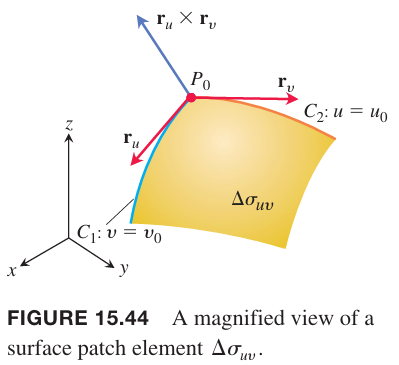 r_u × r_v
P_0
r_v
C_2: u = u_0
z
r_u
Δσ_uv
C_1: v = v_0
x
y
FIGURE 15.44 A magnified view of a
surface patch element Δσ_uv.